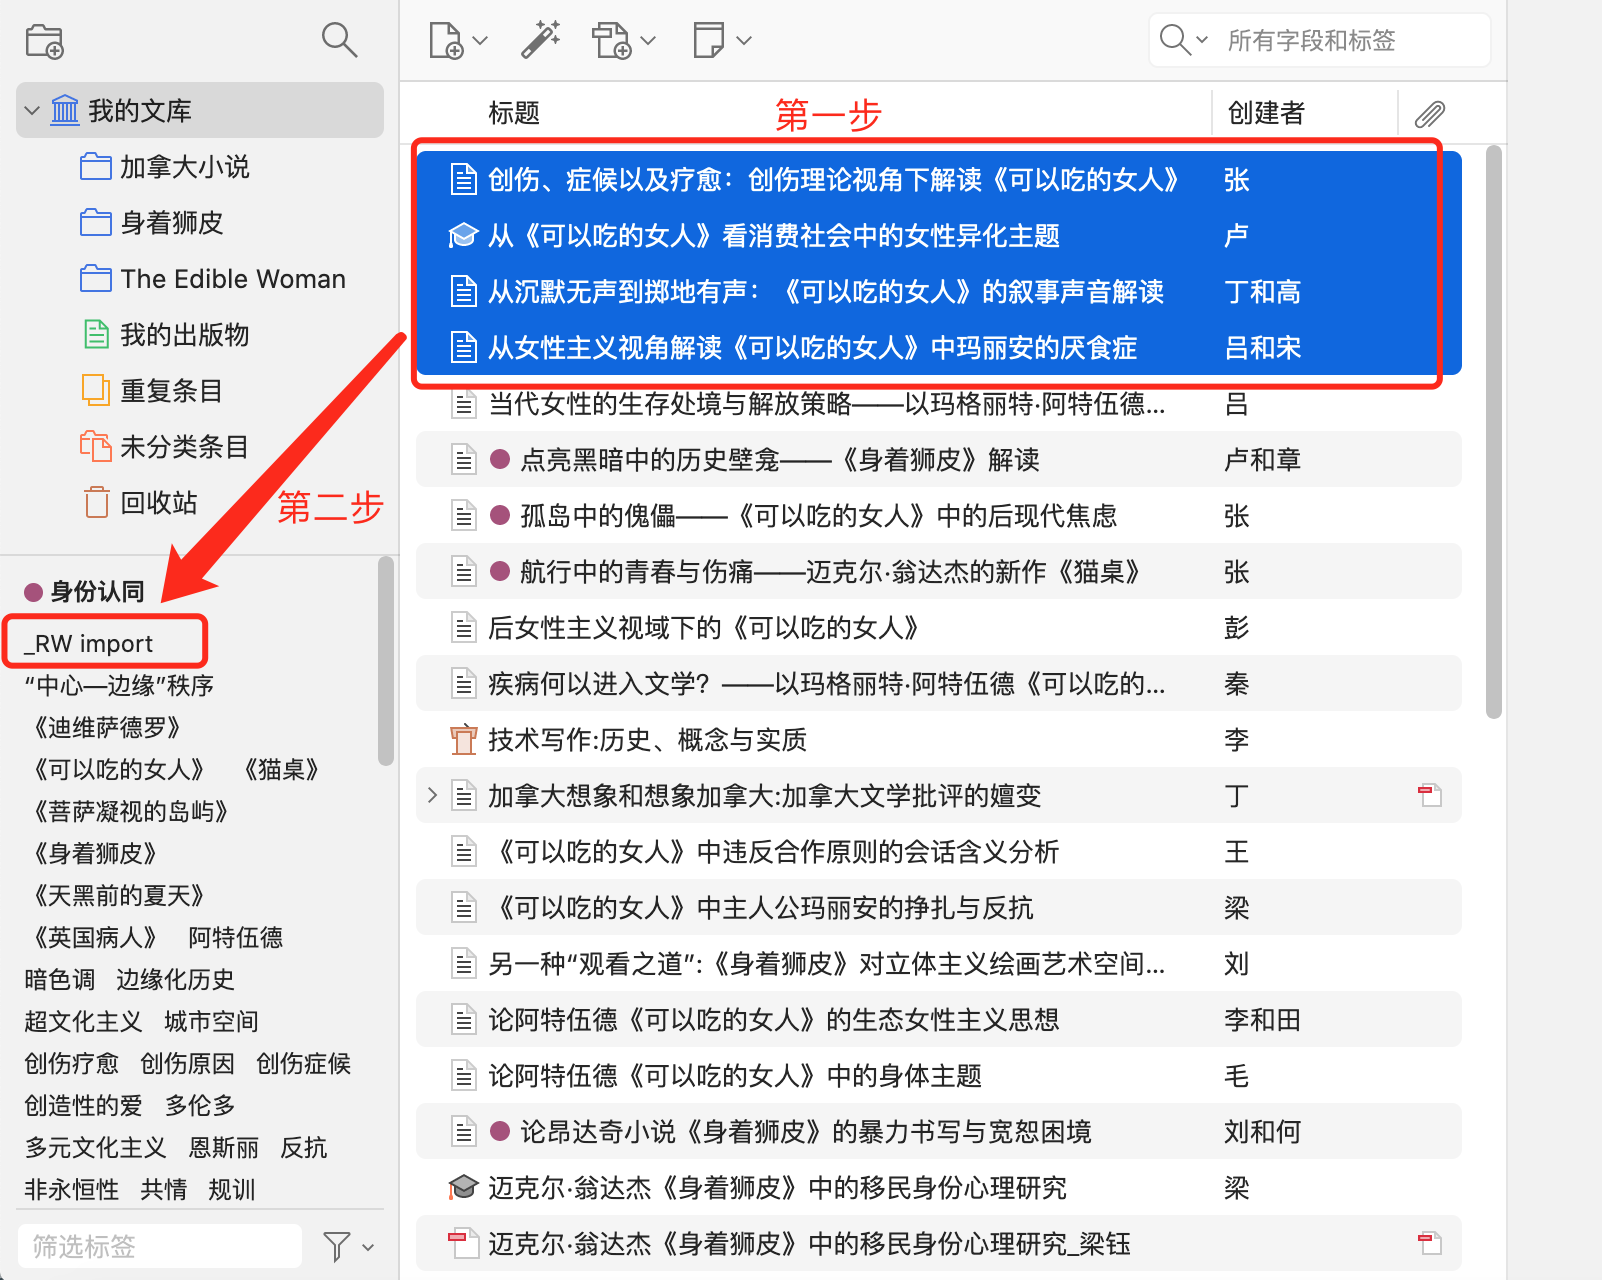 所有字段和标签
我的文库
加拿大小说
身着狮皮
The Edible Woman
我的出版物
重复条目
未分类条目
回收站
第二步
身份认同
_RW import
“中心—边缘”秩序
《迪维萨德罗》
《可以吃的女人》 《猫桌》
《菩萨凝视的岛屿》
《身着狮皮》
《天黑前的夏天》
《英国病人》 阿特伍德
暗色调 边缘化历史
超文化主义 城市空间
创伤疗愈 创伤原因 创伤症候
创造性的爱 多伦多
多元文化主义 恩斯丽 反抗
非永恒性 共情 规训
筛选标签
标题 第一步 创建者
创伤、症候以及疗愈：创伤理论视角下解读《可以吃的女人》 张
从《可以吃的女人》看消费社会中的女性异化主题 卢
从沉默无声到掷地有声：《可以吃的女人》的叙事声音解读 丁和高
从女性主义视角解读《可以吃的女人》中玛丽安的厌食症 吕和宋
当代女性的生存处境与解放策略——以玛格丽特·阿特伍德... 吕
点亮黑暗中的历史壁龛——《身着狮皮》解读 卢和章
孤岛中的傀儡——《可以吃的女人》中的后现代焦虑 张
航行中的青春与伤痛——迈克尔·翁达杰的新作《猫桌》 张
后女性主义视域下的《可以吃的女人》 彭
疾病何以进入文学？——以玛格丽特·阿特伍德《可以吃的... 秦
技术写作:历史、概念与实质 李
加拿大想象和想象加拿大:加拿大文学批评的嬗变 丁
《可以吃的女人》中违反合作原则的会话含义分析 王
《可以吃的女人》中主人公玛丽安的挣扎与反抗 梁
另一种“观看之道”:《身着狮皮》对立体主义绘画艺术空间... 刘
论阿特伍德《可以吃的女人》的生态女性主义思想 李和田
论阿特伍德《可以吃的女人》中的身体主题 毛
论昂达奇小说《身着狮皮》的暴力书写与宽恕困境 刘和何
迈克尔·翁达杰《身着狮皮》中的移民身份心理研究 梁
迈克尔·翁达杰《身着狮皮》中的移民身份心理研究_梁钰